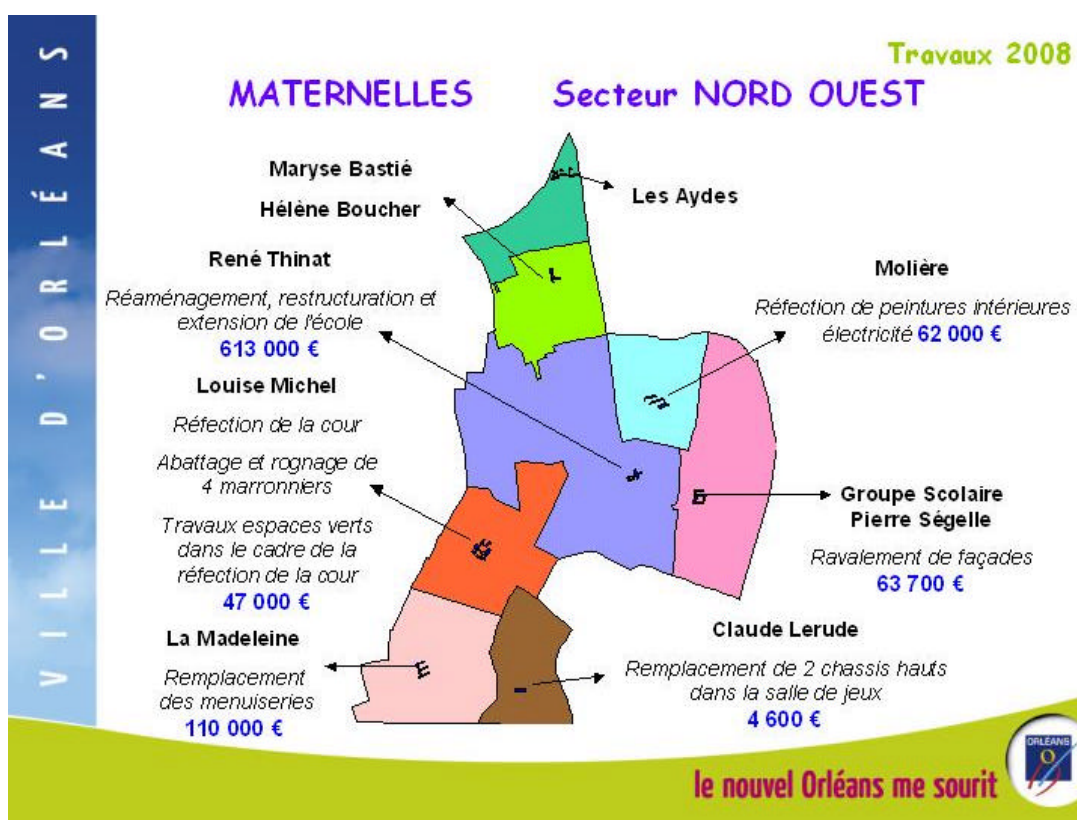 VILLE D'ORLÉANS
Travaux 2008
MATERNELLES Secteur NORD OUEST
Maryse Bastié
Hélène Boucher
Les Aydes
René Thinat
Réaménagement, restructuration et
extension de l'école
613 000 €
Molière
Réfection de peintures intérieures
électricité 62 000 €
Louise Michel
Réfection de la cour
Abattage et rognage de
4 marronniers
Travaux espaces verts
dans le cadre de la
réfection de la cour
47 000 €
Groupe Scolaire
Pierre Ségelle
Ravalement de façades
63 700 €
La Madeleine
Remplacement
des menuiseries
110 000 €
Claude Lerude
Remplacement de 2 chassis hauts
dans la salle de jeux
4 600 €
le nouvel Orléans me sourit
ORLÉANS